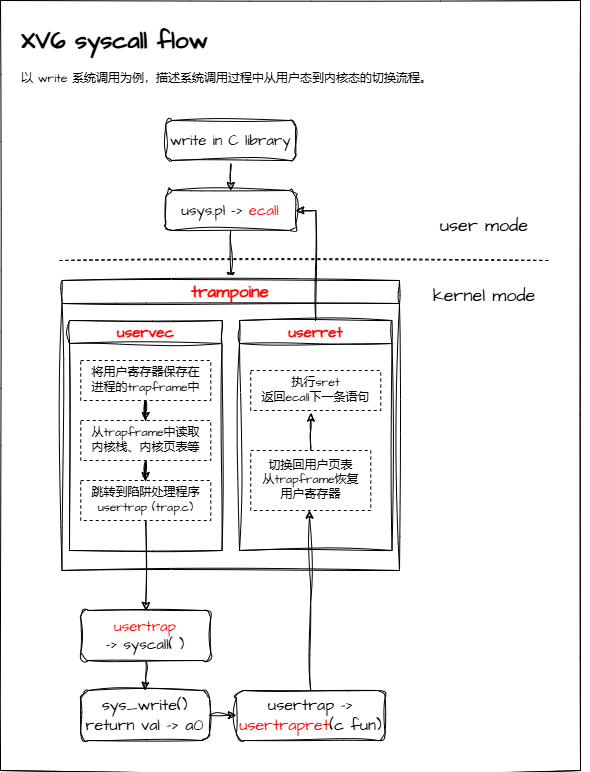 XV6 syscall flow
以 write 系统调用为例，描述系统调用过程中从用户态到内核态的切换流程。
write in C library
usys.pl -> ecall
user mode
kernel mode
trampoine
uservec
将用户寄存器保存在
进程的trapframe中
从trapframe中读取
内核栈、内核页表等
跳转到陷阱处理程序
usertrap (trap.c)
userret
执行sret
返回ecall下一条语句
切换回用户页表
从trapframe恢复
用户寄存器
usertrap
-> syscall( )
sys_write()
return val -> a0
usertrap ->
usertrapret(c fun)